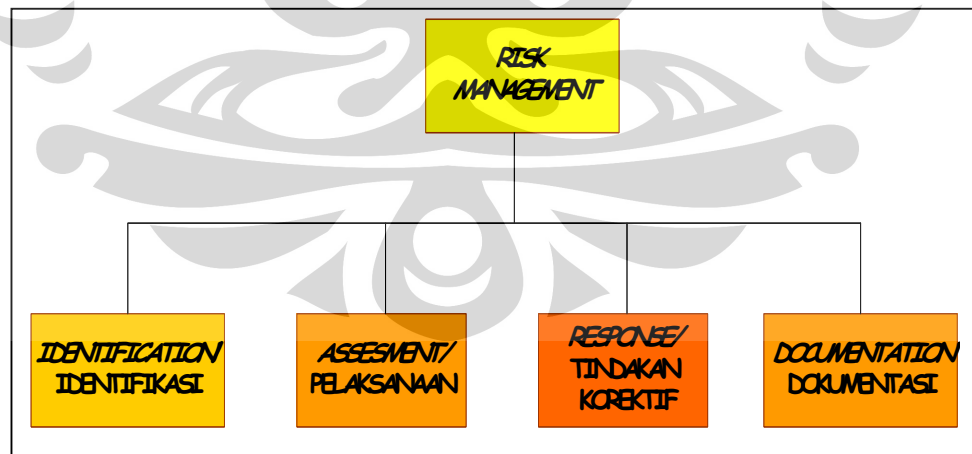 RISK
MANAGEMENT
IDENTIFICATION
IDENTIFIKASI
ASSESMENT/
PELAKSANAAN
RESPONSE/
TINDAKAN
KOREKTIF
DOCUMENTATION
DOKUMENTASI